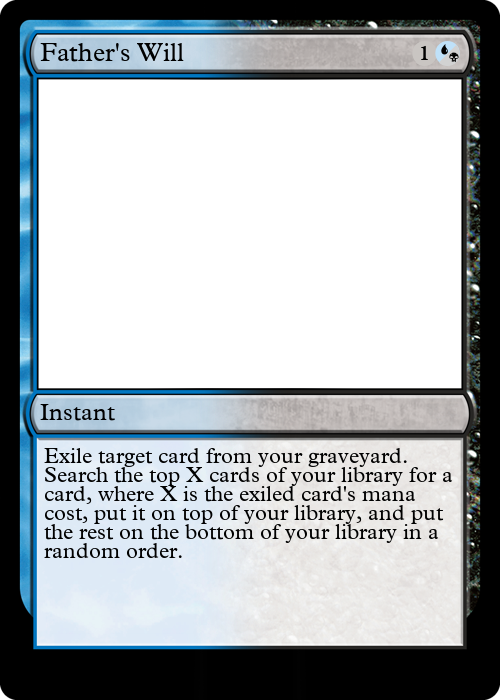 Father's Will 1
Instant
Exile target card from your graveyard.
Search the top X cards of your library for a
card, where X is the exiled card's mana
cost, put it on top of your library, and put
the rest on the bottom of your library in a
random order.